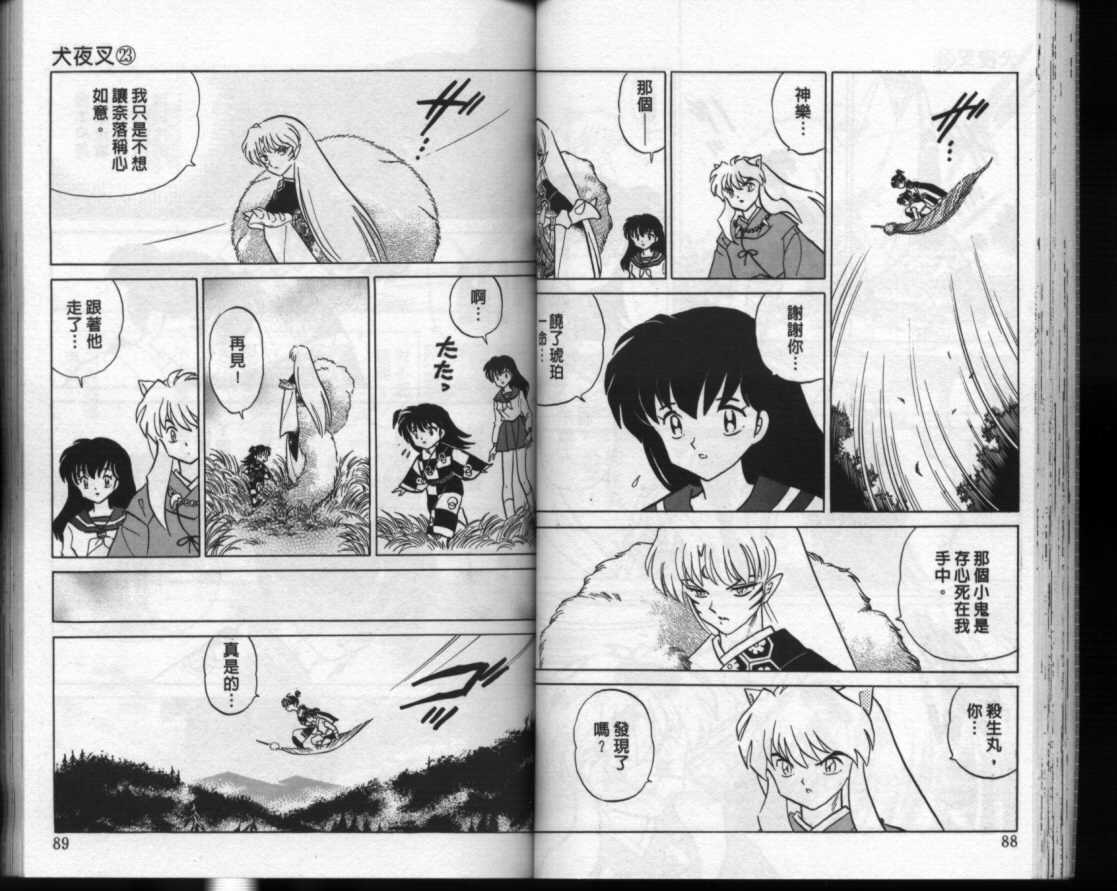 神樂…
那個——
謝謝你…
饒了琥珀
一命…
那個小鬼是
存心死在我
手中。
殺生丸，
你…
發現了
嗎？
88
犬夜叉㉓
我只是不想
讓奈落稱心
如意。
啊…
たたっ
再見！
跟著他
走了…
真是的…
89